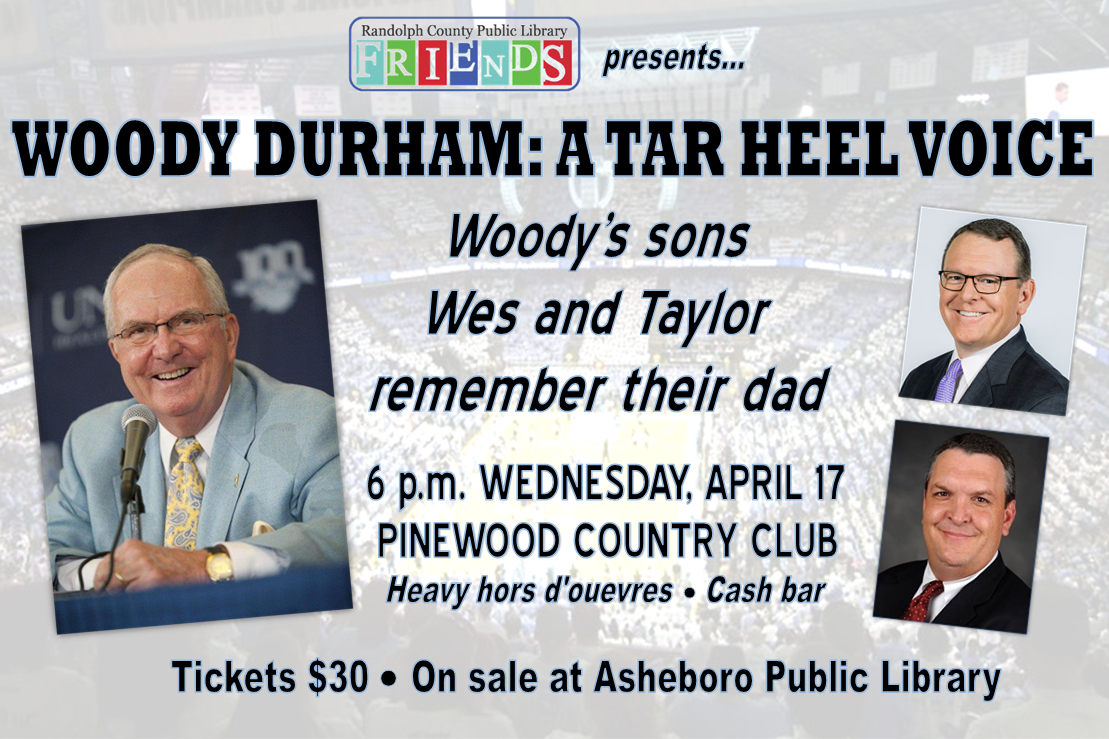 Randolph County Public Library
FRIENDS
presents...
WOODY DURHAM: A TAR HEEL VOICE
Woody's sons
Wes and Taylor
remember their dad
6 p.m. WEDNESDAY, APRIL 17
PINEWOOD COUNTRY CLUB
Heavy hors d'ouevres • Cash bar
Tickets $30 • On sale at Asheboro Public Library